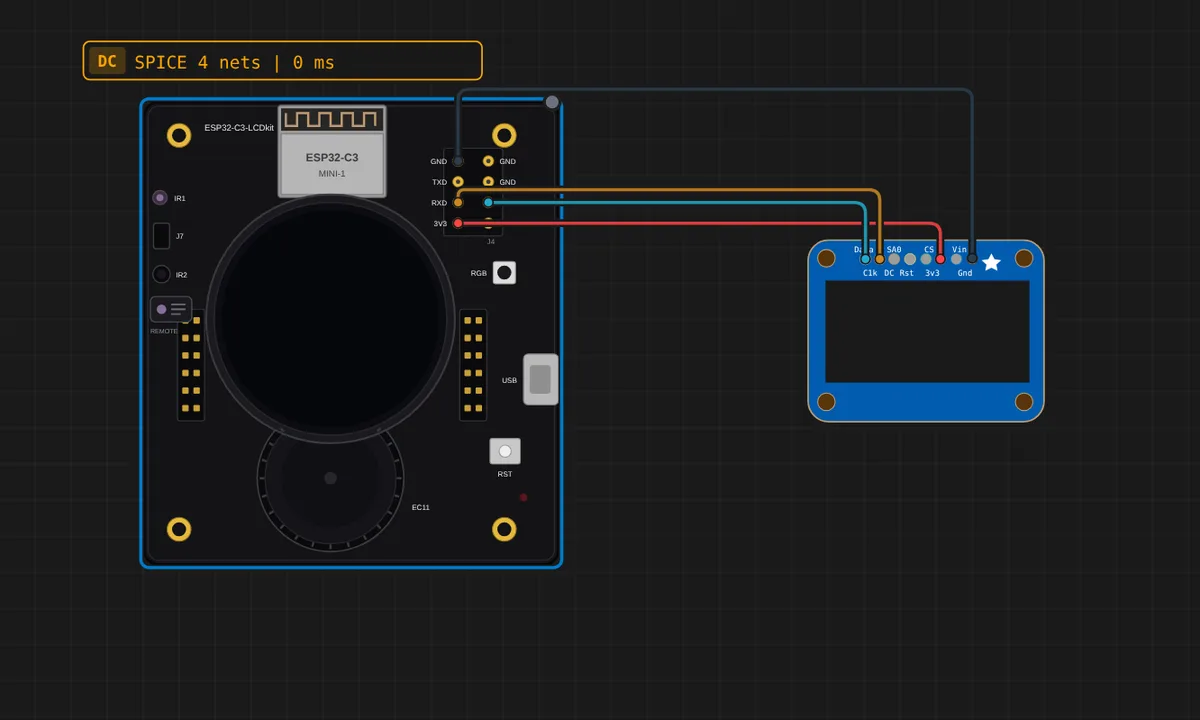 DC SPICE 4 nets | 0 ms
ESP32-C3-LCDkit
ESP32-C3
MINI-1
GND GND
TXD GND
RXD
3V3
J4
IR1
J7
IR2
REMOTE
RGB
USB
RST
EC11
Data SA0 CS Vin
C1k DC Rst 3v3 Gnd